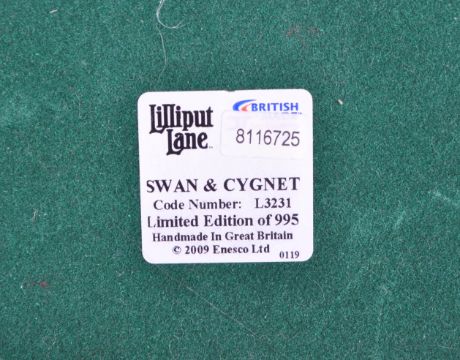 Lilliput
Lane™
BRITISH
8116725
SWAN & CYGNET
Code Number: L3231
Limited Edition of 995
Handmade In Great Britain
© 2009 Enesco Ltd
0119